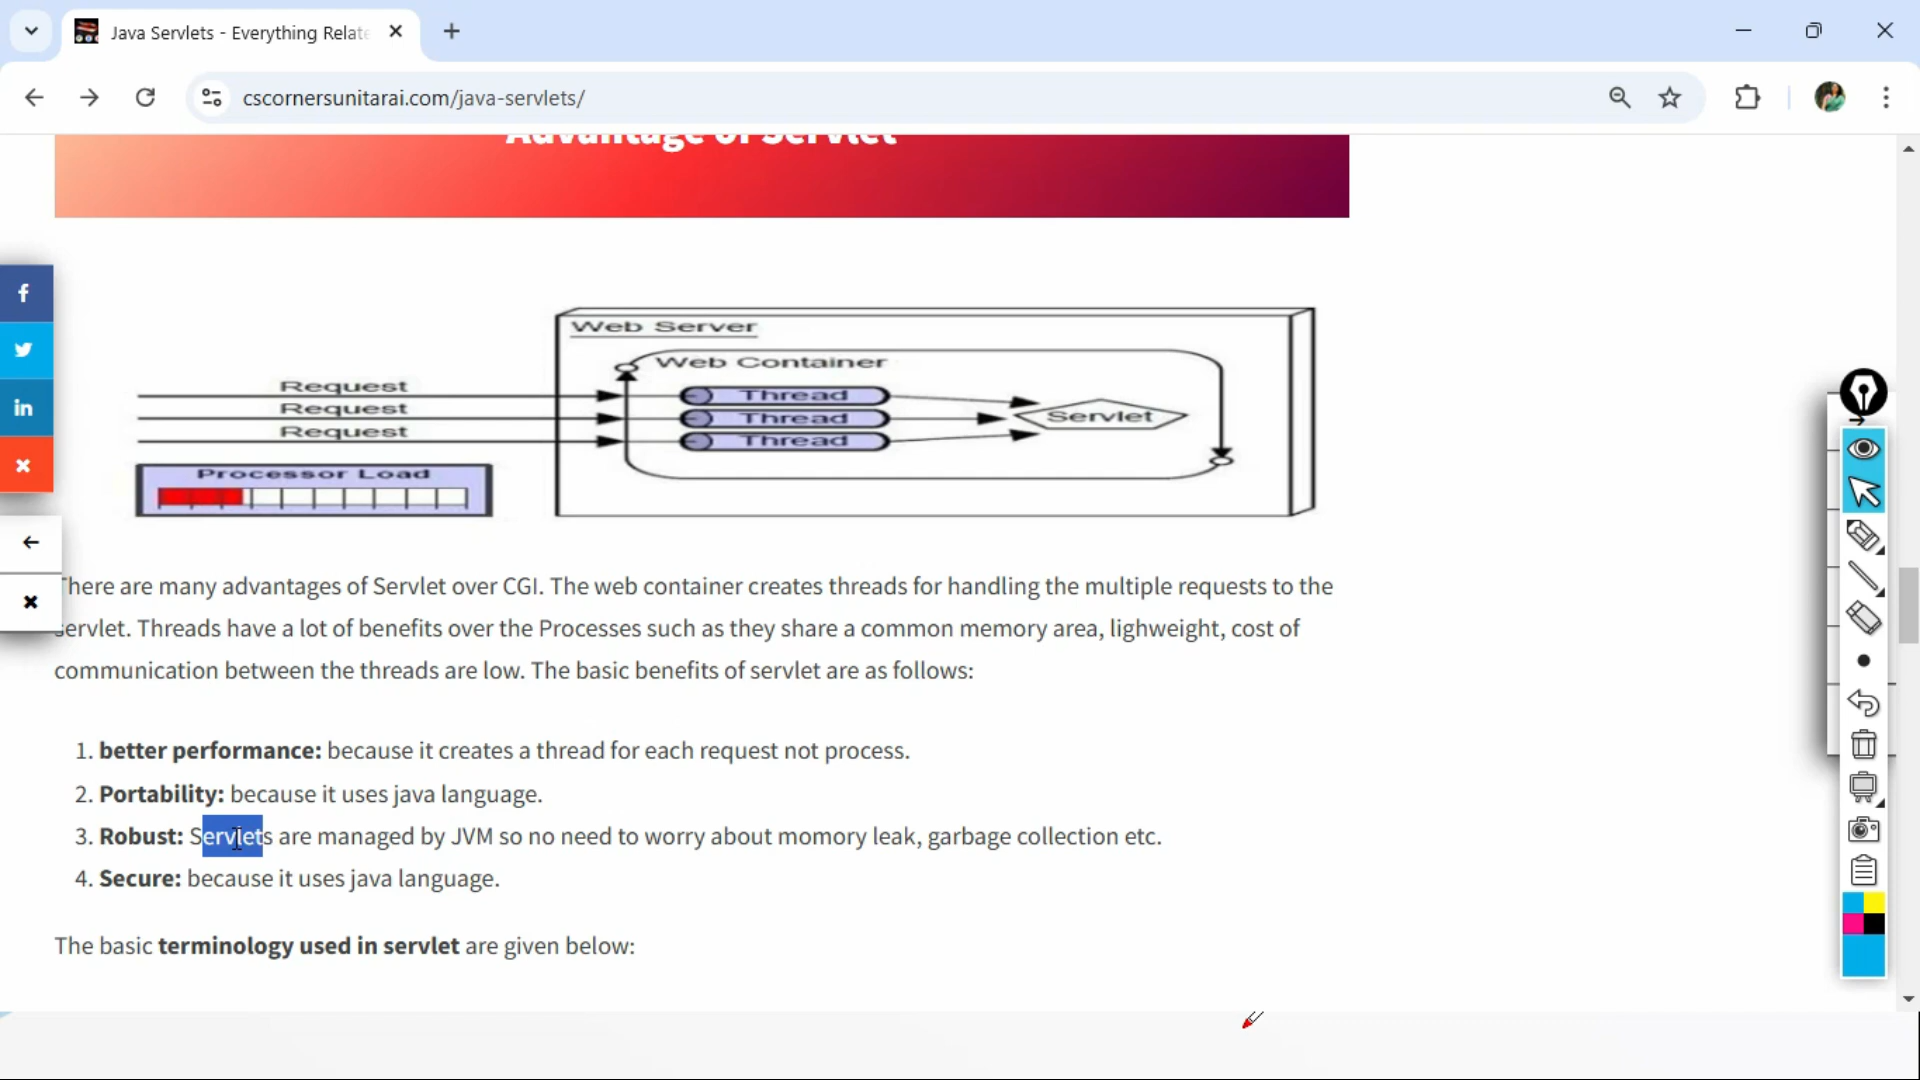 Java Servlets - Everything Relate
cscornersunitarai.com/java-servlets/
Advantage of Servlet
Web Server
Web Container
Request
Thread
Request
Thread
Servlet
Request
Thread
Processor Load
There are many advantages of Servlet over CGI. The web container creates threads for handling the multiple requests to the
servlet. Threads have a lot of benefits over the Processes such as they share a common memory area, lighweight, cost of
communication between the threads are low. The basic benefits of servlet are as follows:
1. better performance: because it creates a thread for each request not process.
2. Portability: because it uses java language.
3. Robust: Servlets are managed by JVM so no need to worry about momory leak, garbage collection etc.
4. Secure: because it uses java language.
The basic terminology used in servlet are given below: